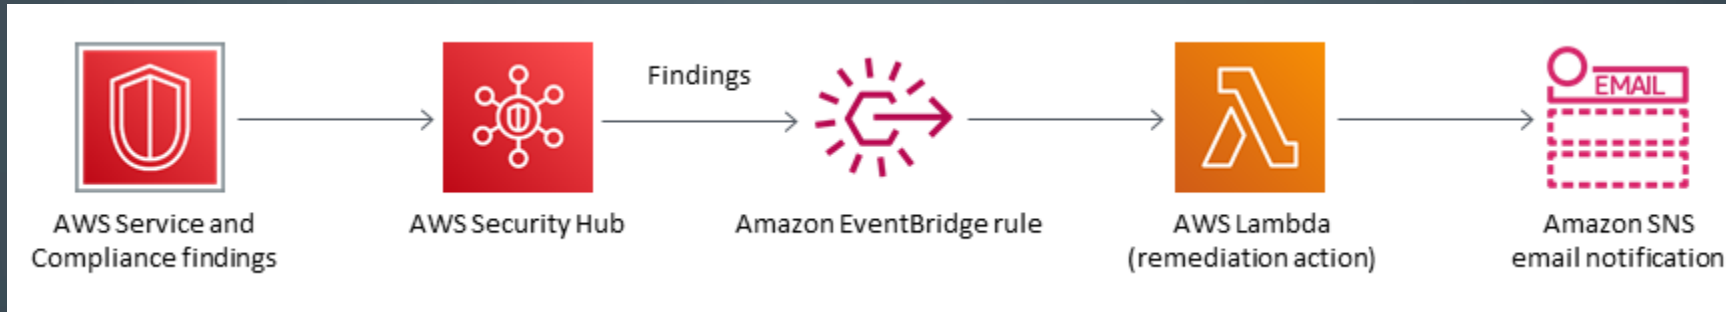 Findings
EMAIL
AWS Service and
Compliance findings
AWS Security Hub
Amazon EventBridge rule
AWS Lambda
(remediation action)
Amazon SNS
email notification